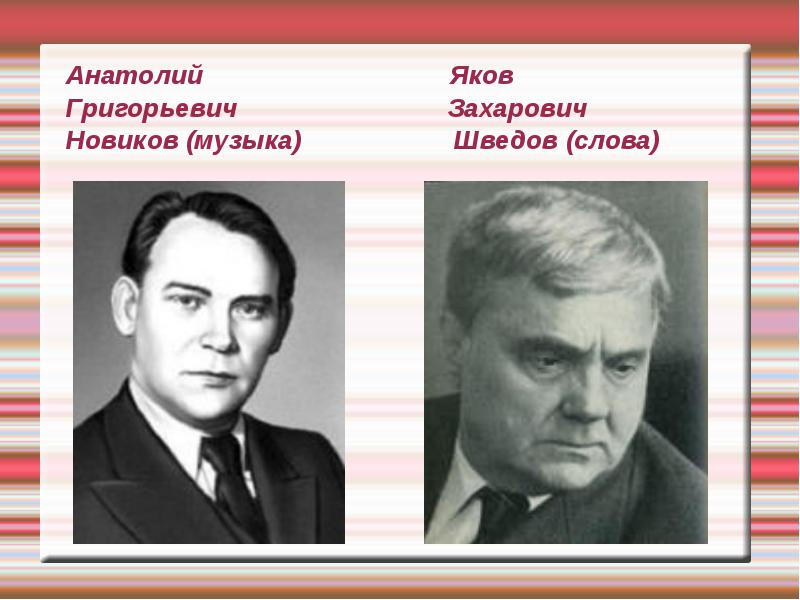 Анатолий
Григорьевич
Новиков (музыка)
Яков
Захарович
Шведов (слова)